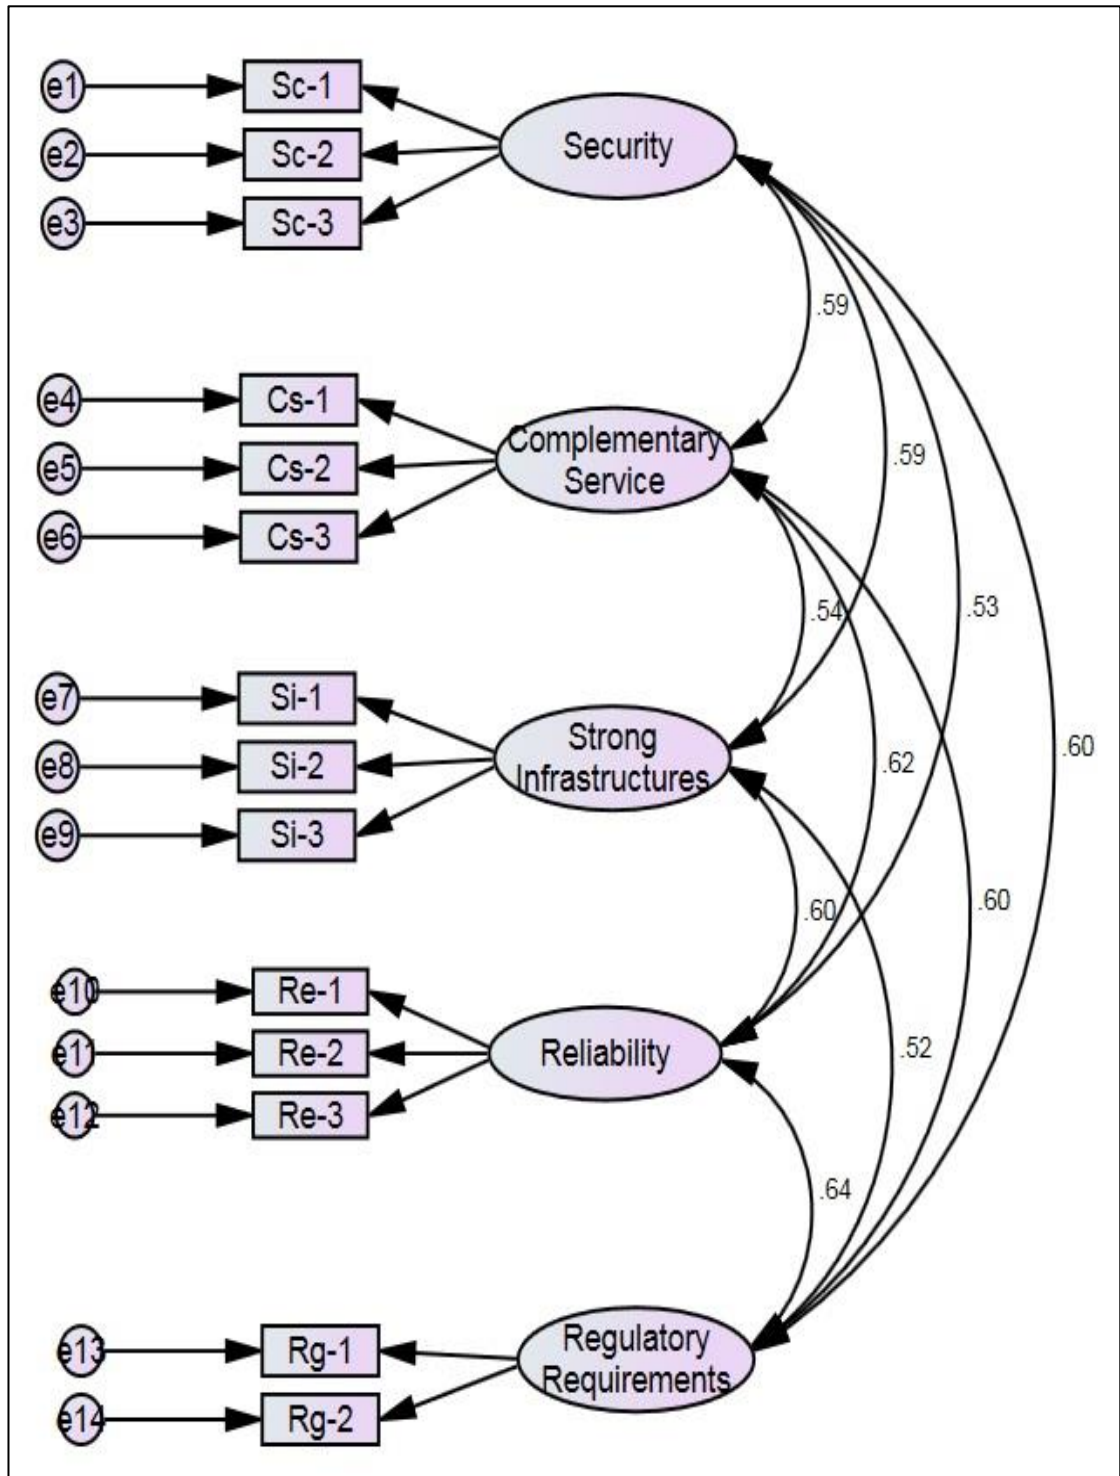 e1
Sc-1
e2
Sc-2
e3
Sc-3
Security
.59
e4
Cs-1
e5
Cs-2
e6
Cs-3
Complementary
Service
.59
.54
.53
e7
Si-1
e8
Si-2
e9
Si-3
Strong
Infrastructures
.62
.60
.60
.60
e10
Re-1
e11
Re-2
e12
Re-3
Reliability
.52
.64
e13
Rg-1
e14
Rg-2
Regulatory
Requirements